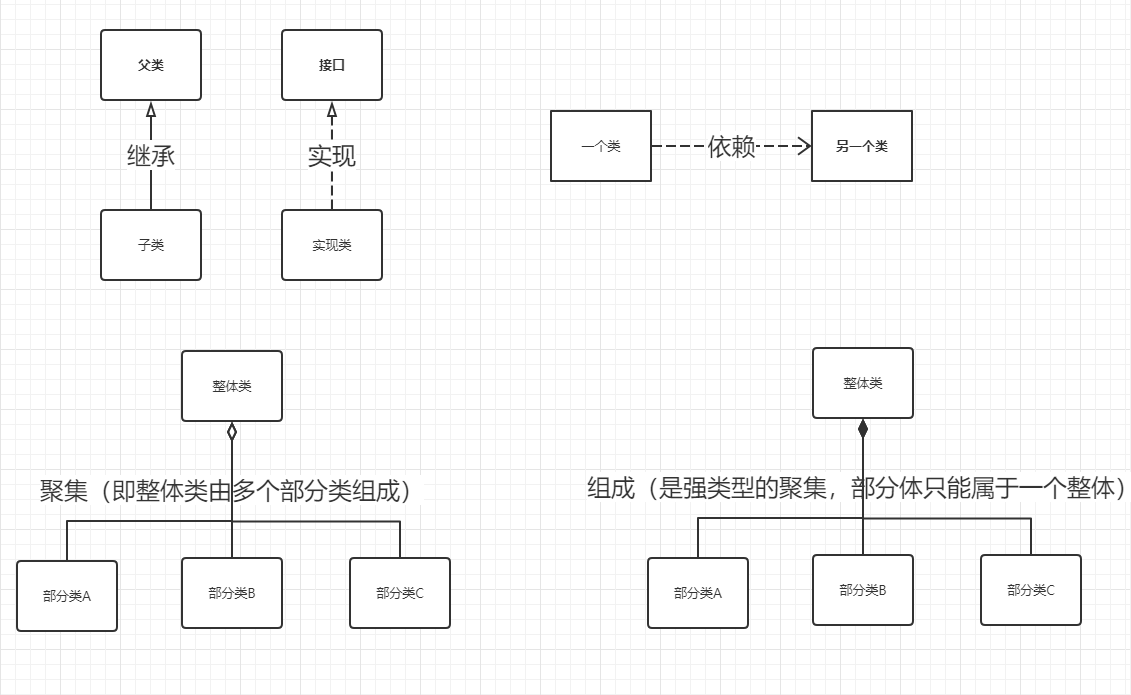 父类
接口
继承
实现
子类
实现类
一个类
依赖
另一个类
整体类
聚集（即整体类由多个部分类组成）
部分类A
部分类B
部分类C
整体类
组成（是强类型的聚集，部分体只能属于一个整体）
部分类A
部分类B
部分类C